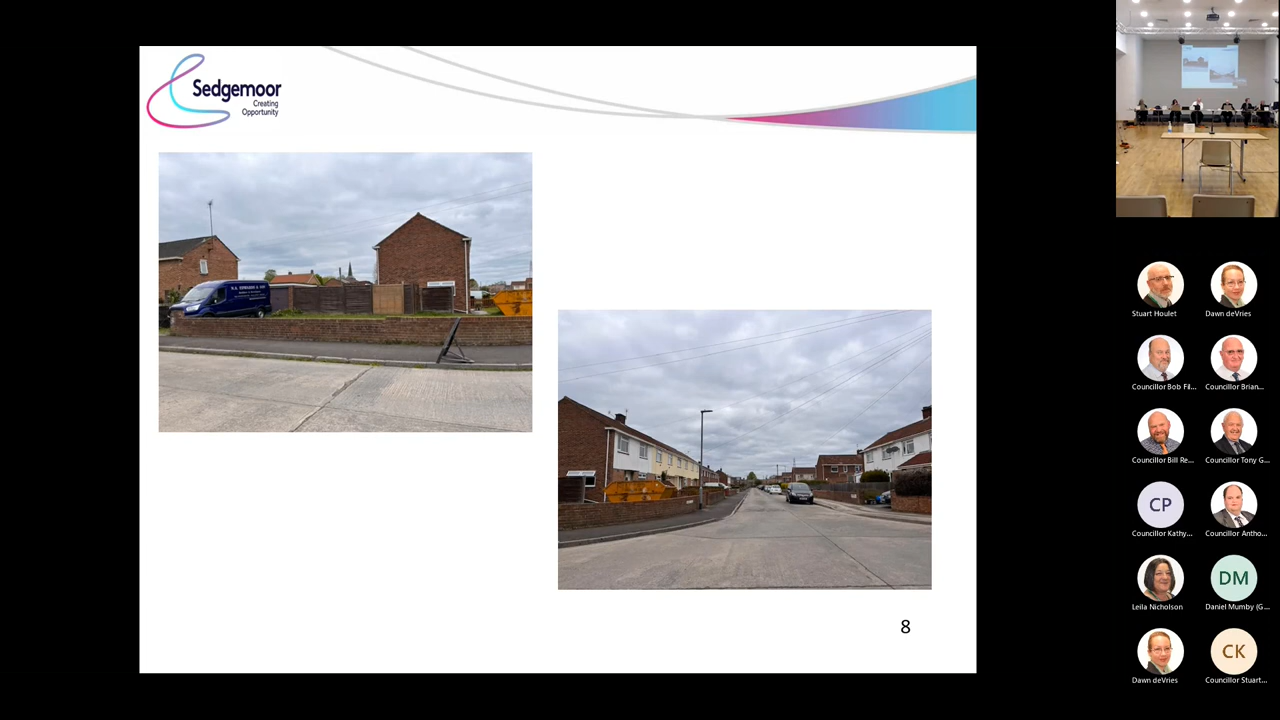 Sedgemoor
Creating
Opportunity
8
Stuart Houlet
Dawn deVries
Councillor Bob Fil...
Councillor Brian...
Councillor Bill Re...
Councillor Tony G...
CP
Councillor Kathy...
Councillor Antho...
Leila Nicholson
DM
Daniel Mumby (G...
Dawn deVries
CK
Councillor Stuart...